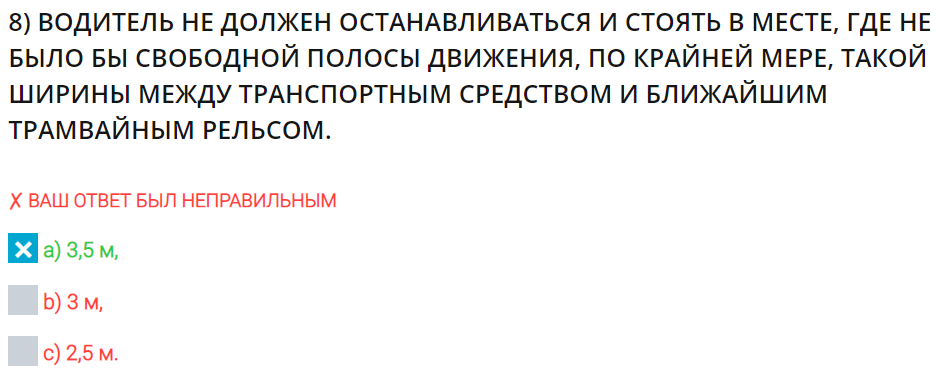 8) ВОДИТЕЛЬ НЕ ДОЛЖЕН ОСТАНАВЛИВАТЬСЯ И СТОЯТЬ В МЕСТЕ, ГДЕ НЕ
БЫЛО БЫ СВОБОДНОЙ ПОЛОСЫ ДВИЖЕНИЯ, ПО КРАЙНЕЙ МЕРЕ, ТАКОЙ
ШИРИНЫ МЕЖДУ ТРАНСПОРТНЫМ СРЕДСТВОМ И БЛИЖАЙШИМ
ТРАМВАЙНЫМ РЕЛЬСОМ.
✗ ВАШ ОТВЕТ БЫЛ НЕПРАВИЛЬНЫМ
a) 3,5 м,
b) 3 м,
c) 2,5 м.